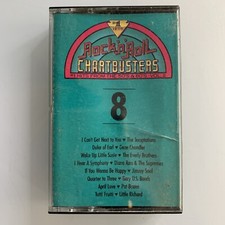 Rock N Roll
CHARTBUSTERS
8
I Can't Get Next to You • The Temptations
Duke of Earl • Gene Chandler
Wake Up Little Susie • The Everly Brothers
I Hear A Symphony • Diana Ross & The Supremes
If You Wanna Be Happy • Jimmy Soul
Quarter to Three • Gary U.S. Bonds
April Love • Pat Boone
Tutti Frutti • Little Richard